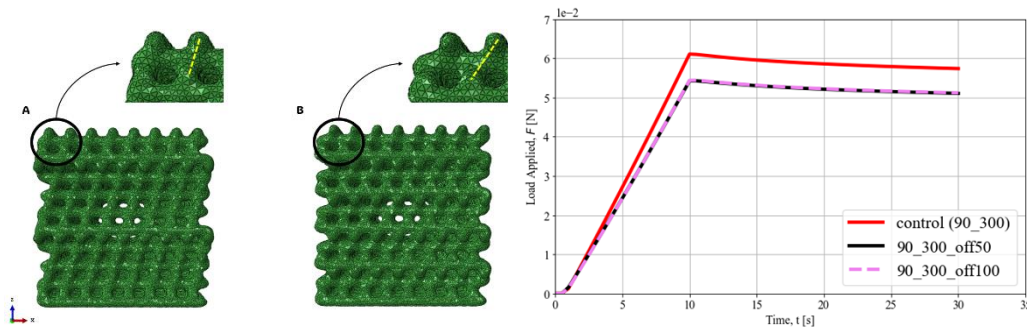 A
B
z
x
1e−2
7
6
5
4
3
2
1
0
Load Applied, F [N]
0
5
10
15
20
25
30
35
Time, t [s]
control (90_300)
90_300_off50
90_300_off100